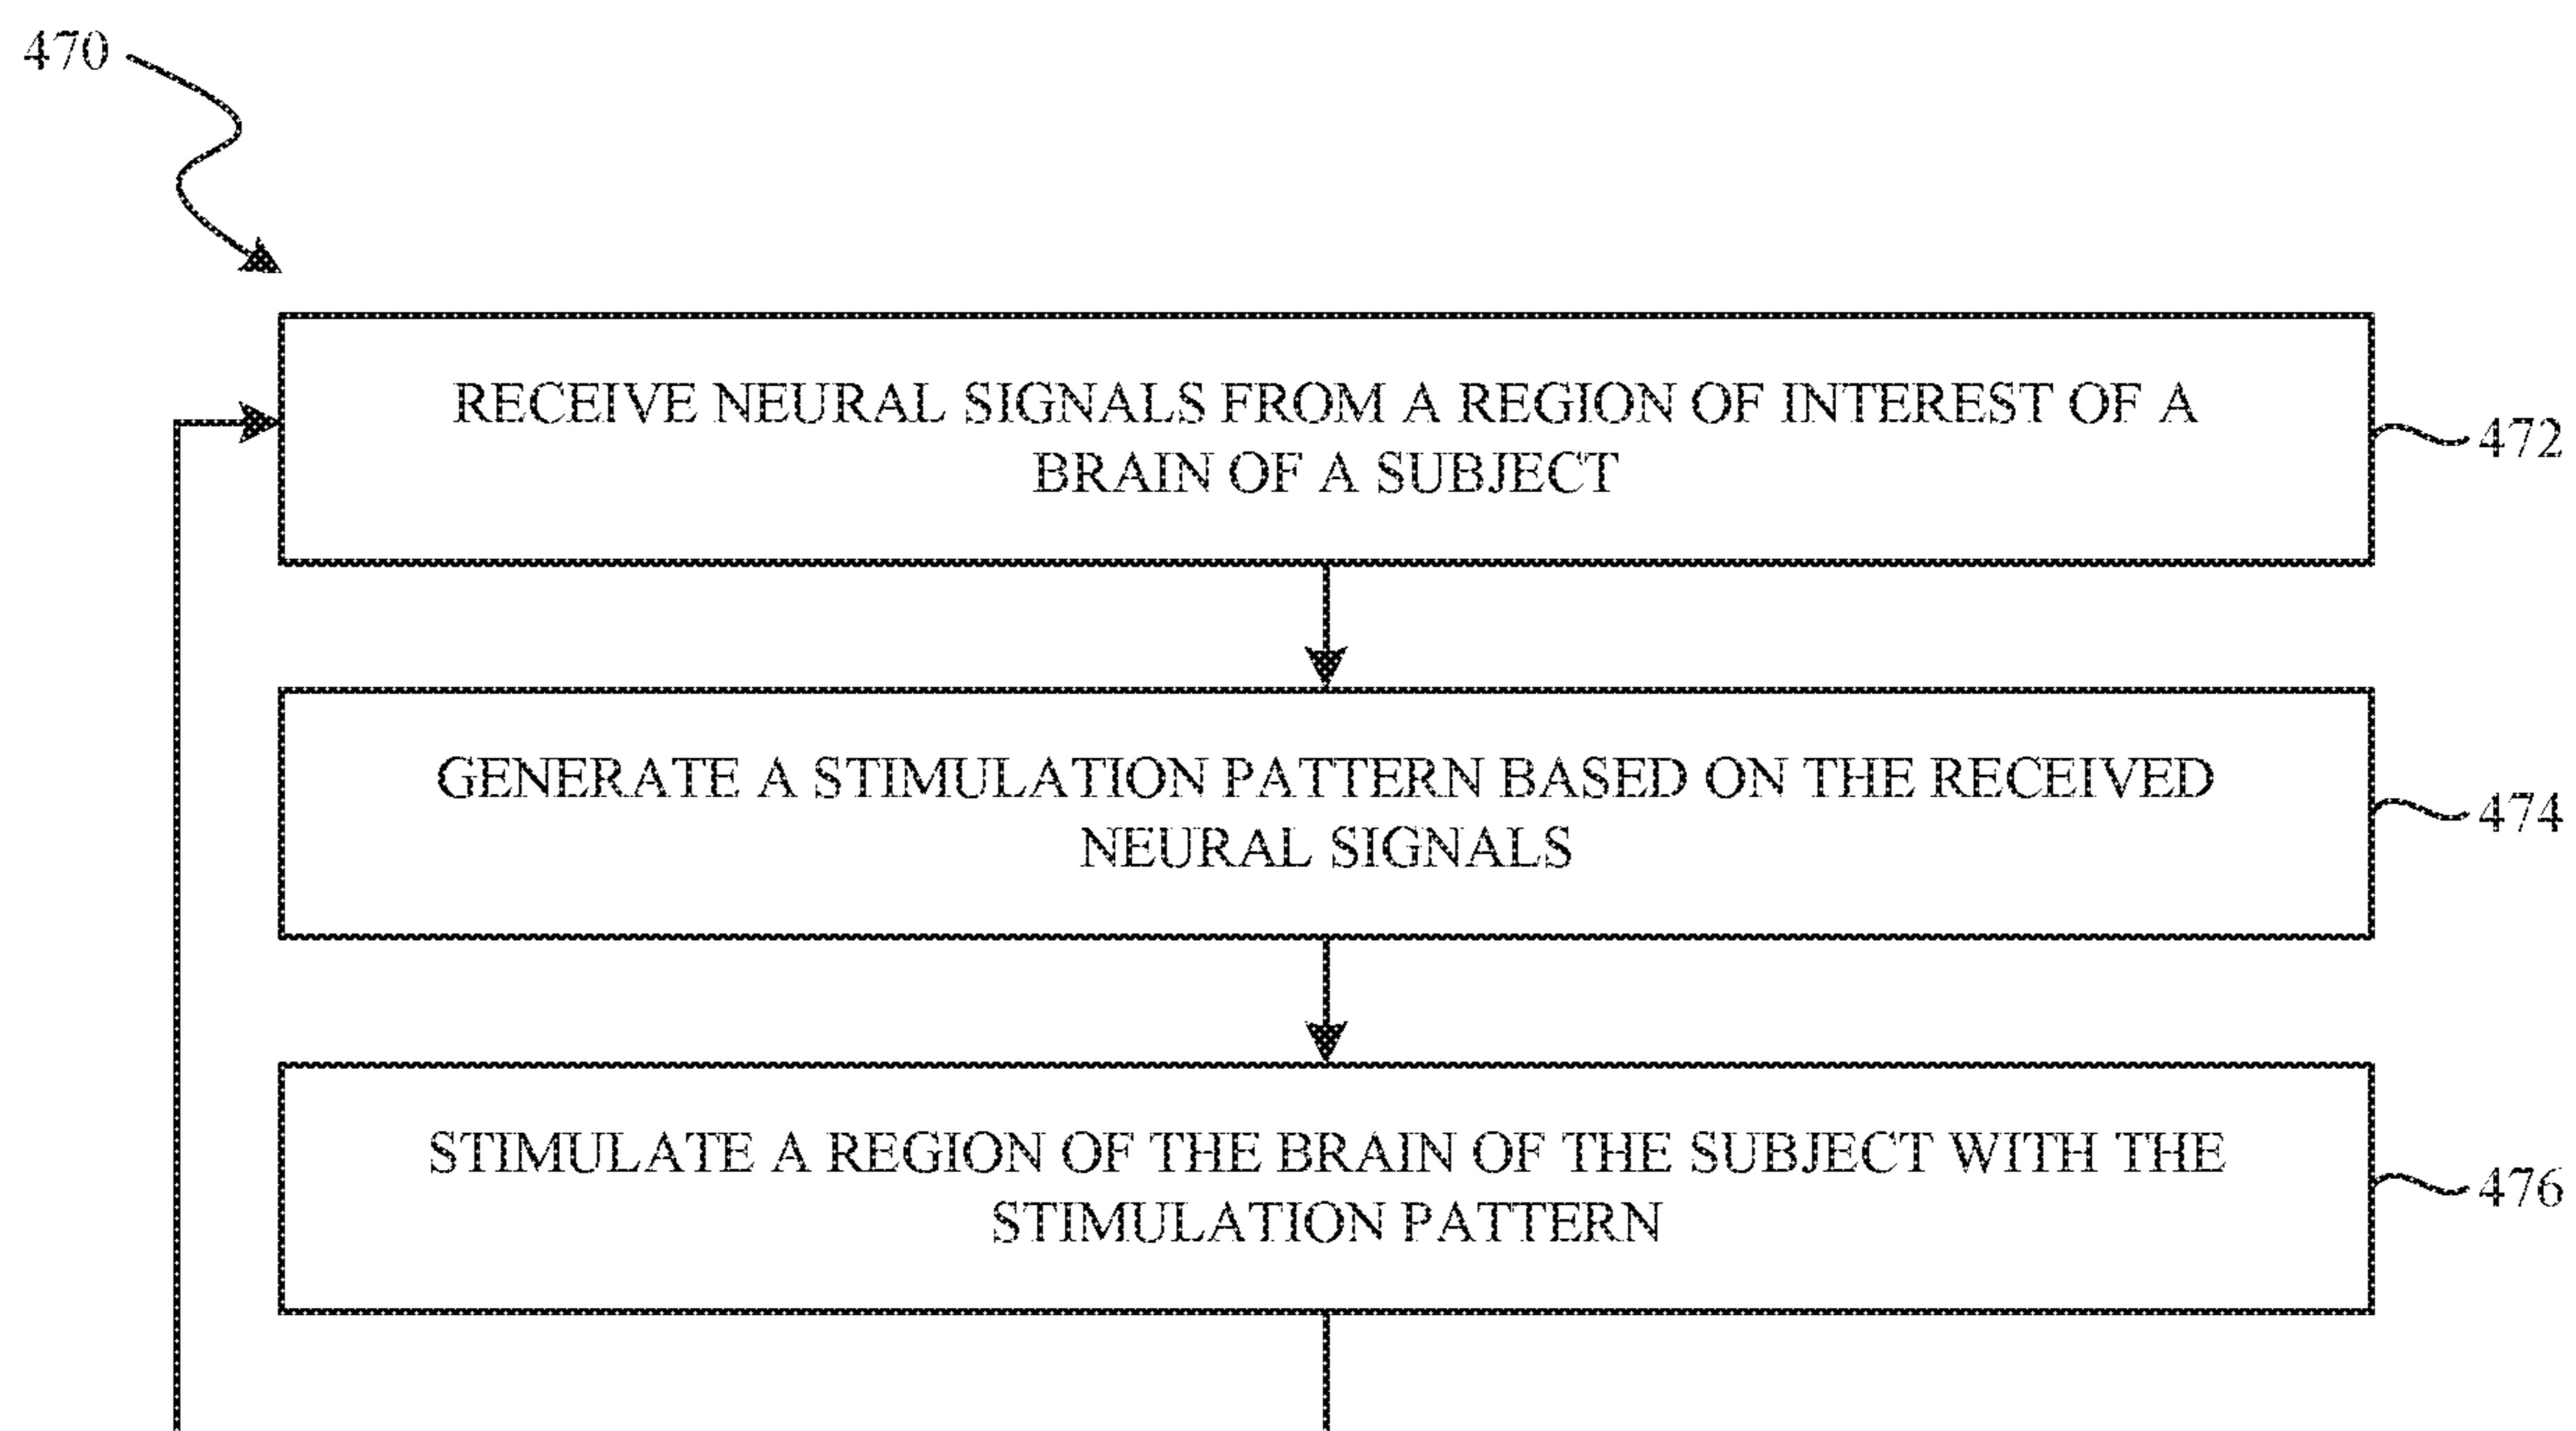 470
RECEIVE NEURAL SIGNALS FROM A REGION OF INTEREST OF A
BRAIN OF A SUBJECT
472
GENERATE A STIMULATION PATTERN BASED ON THE RECEIVED
NEURAL SIGNALS
474
STIMULATE A REGION OF THE BRAIN OF THE SUBJECT WITH THE
STIMULATION PATTERN
476